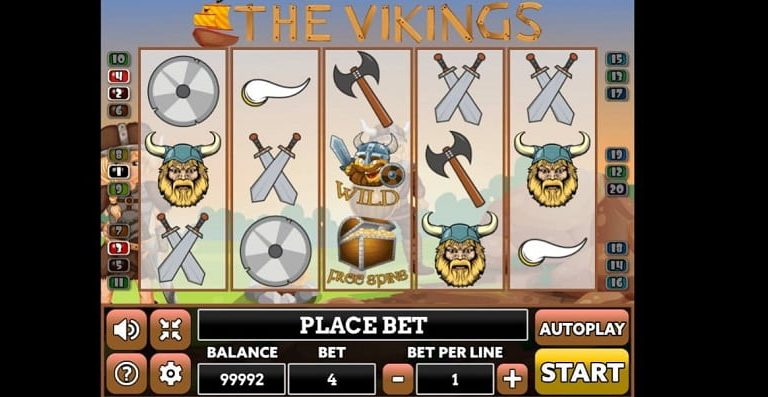 THE VIKINGS
10
4
2
6
8
1
9
7
3
5
11
15
13
17
19
12
20
18
14
16
WILD
FREE SPINS
PLACE BET
AUTOPLAY
BALANCE BET BET PER LINE
99992 4 - 1 +
START
?